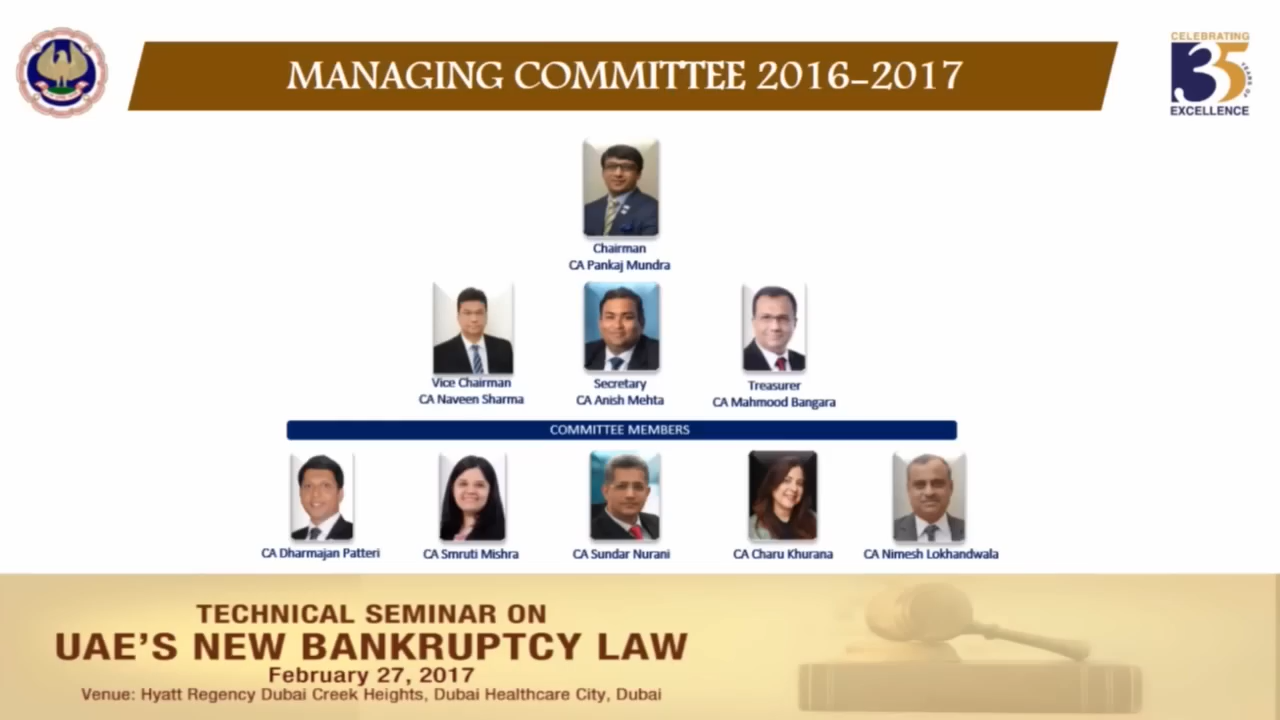 MANAGING COMMITTEE 2016-2017
CELEBRATING
35
YEARS OF
EXCELLENCE
Chairman
CA Pankaj Mundra
Vice Chairman
CA Naveen Sharma
Secretary
CA Anish Mehta
Treasurer
CA Mahmood Bangara
COMMITTEE MEMBERS
CA Dharmajan Patteri
CA Smruti Mishra
CA Sundar Nurani
CA Charu Khurana
CA Nimesh Lokhandwala
TECHNICAL SEMINAR ON
UAE'S NEW BANKRUPTCY LAW
February 27, 2017
Venue: Hyatt Regency Dubai Creek Heights, Dubai Healthcare City, Dubai